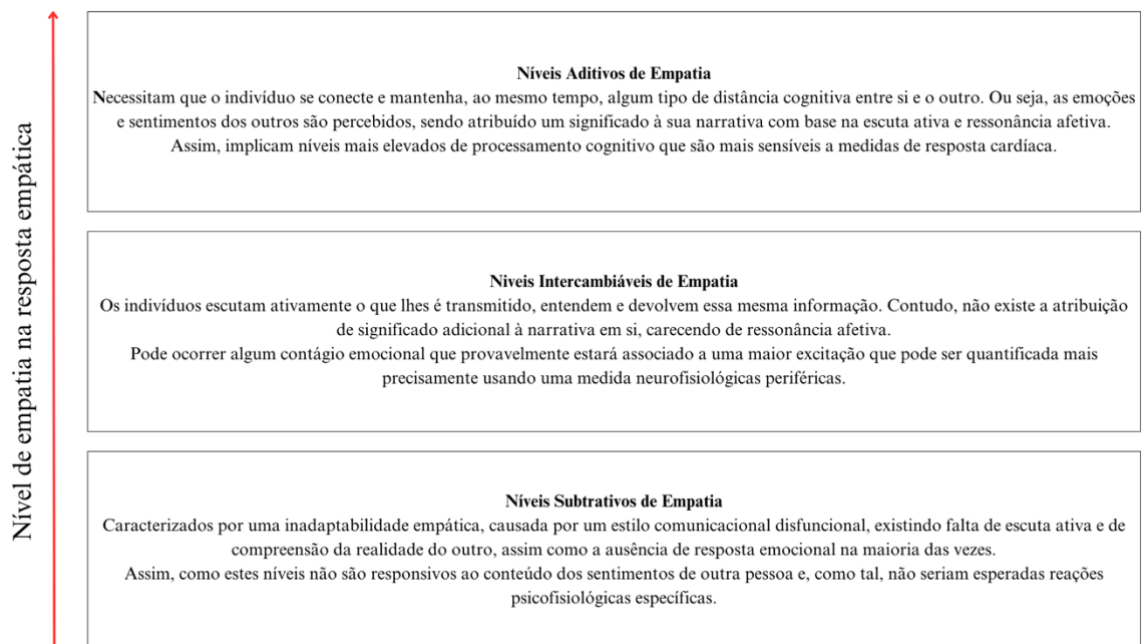 Nível de empatia na resposta empática
Níveis Aditivos de Empatia
Necessitam que o indivíduo se conecte e mantenha, ao mesmo tempo, algum tipo de distância cognitiva entre si e o outro. Ou seja, as emoções
e sentimentos dos outros são percebidos, sendo atribuído um significado à sua narrativa com base na escuta ativa e ressonância afetiva.
Assim, implicam níveis mais elevados de processamento cognitivo que são mais sensíveis a medidas de resposta cardíaca.
Niveis Intercambiáveis de Empatia
Os indivíduos escutam ativamente o que lhes é transmitido, entendem e devolvem essa mesma informação. Contudo, não existe a atribuição
de significado adicional à narrativa em si, carecendo de ressonância afetiva.
Pode ocorrer algum contágio emocional que provavelmente estará associado a uma maior excitação que pode ser quantificada mais
precisamente usando uma medida neurofisiológicas periféricas.
Níveis Subtrativos de Empatia
Caracterizados por uma inadaptabilidade empática, causada por um estilo comunicacional disfuncional, existindo falta de escuta ativa e de
compreensão da realidade do outro, assim como a ausência de resposta emocional na maioria das vezes.
Assim, como estes níveis não são responsivos ao conteúdo dos sentimentos de outra pessoa e, como tal, não seriam esperadas reações
psicofisiológicas específicas.